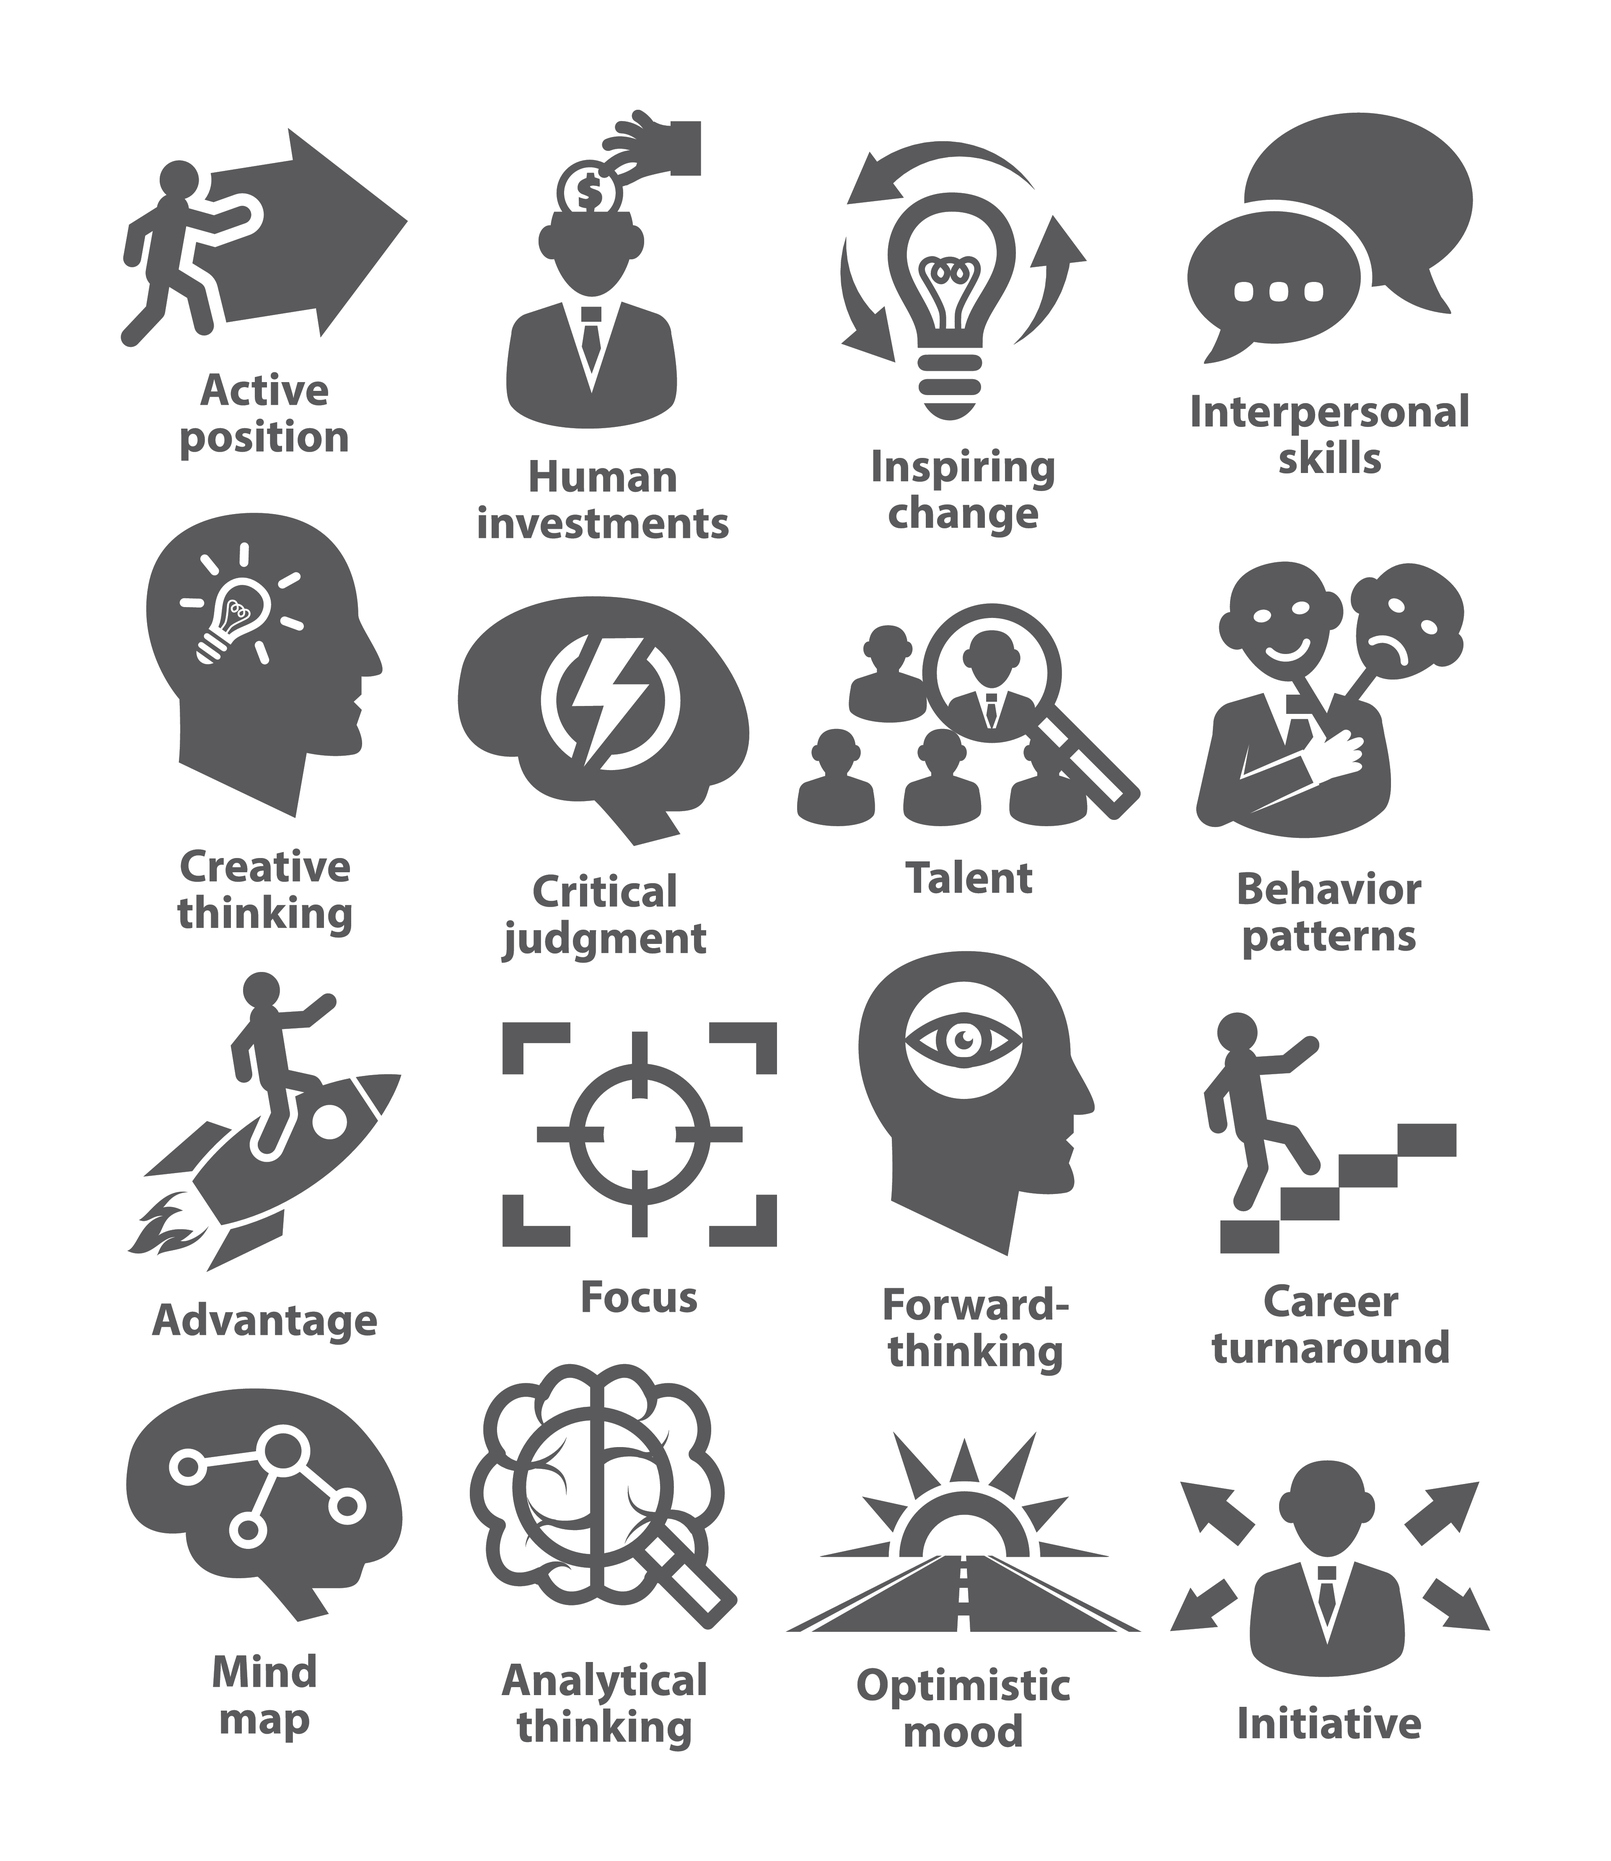 Active
position
Human
investments
$
Inspiring
change
Interpersonal
skills
Creative
thinking
Critical
judgment
Talent
Behavior
patterns
Advantage
Focus
Forward-
thinking
Career
turnaround
Mind
map
Analytical
thinking
Optimistic
mood
Initiative